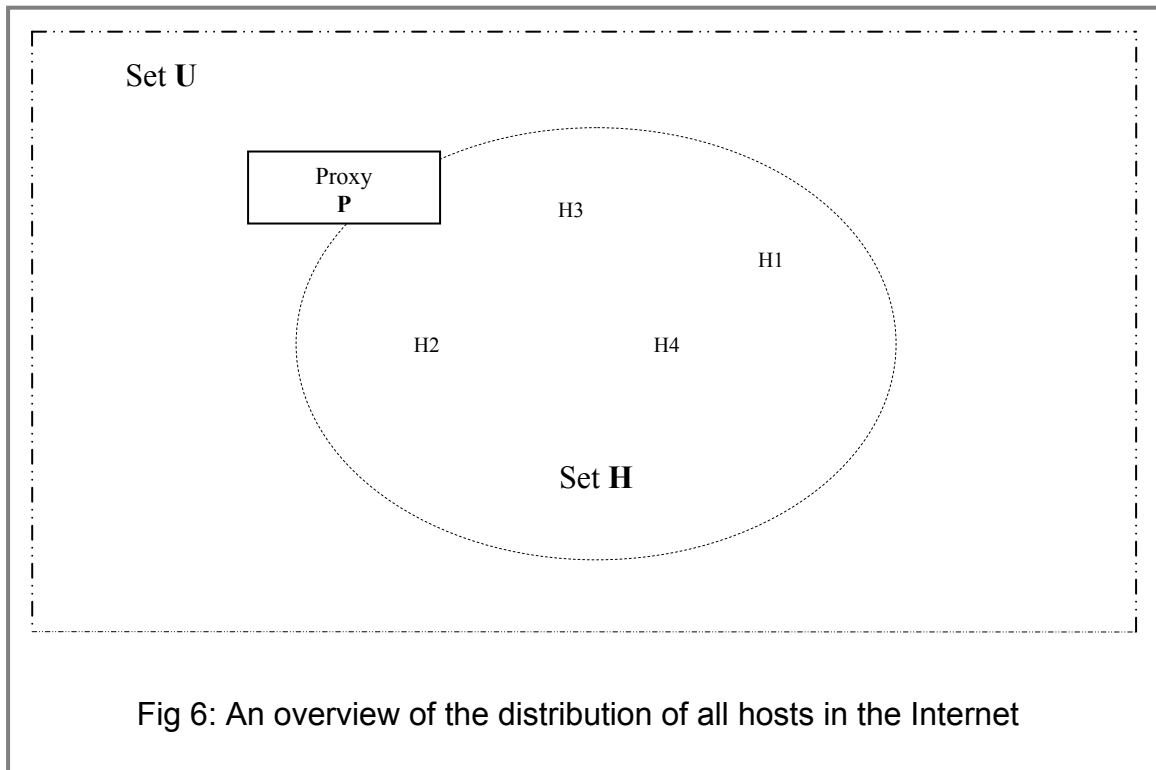 Set U
Proxy
P
H3
H1
H2
H4
Set H
Fig 6: An overview of the distribution of all hosts in the Internet